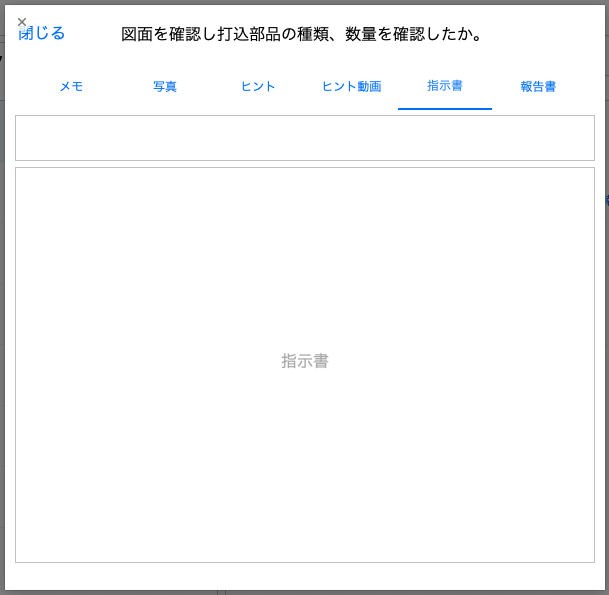 ×
閉じる
図面を確認し打込部品の種類、数量を確認したか。
メモ
写真
ヒント
ヒント動画
指示書
報告書
指示書